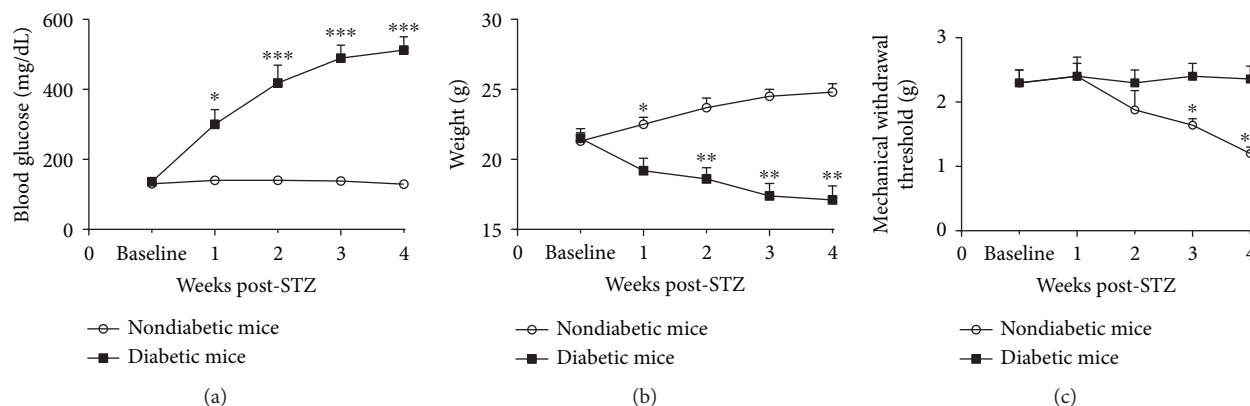 600
400
200
0
Blood glucose (mg/dL)
*
***
***
***
0 Baseline 1 2 3 4
Weeks post-STZ
Nondiabetic mice
Diabetic mice
(a)
30
25
20
15
Weight (g)
*
**
**
**
0 Baseline 1 2 3 4
Weeks post-STZ
Nondiabetic mice
Diabetic mice
(b)
3
2
1
0
Mechanical withdrawal
threshold (g)
*
0 Baseline 1 2 3 4
Weeks post-STZ
Nondiabetic mice
Diabetic mice
(c)